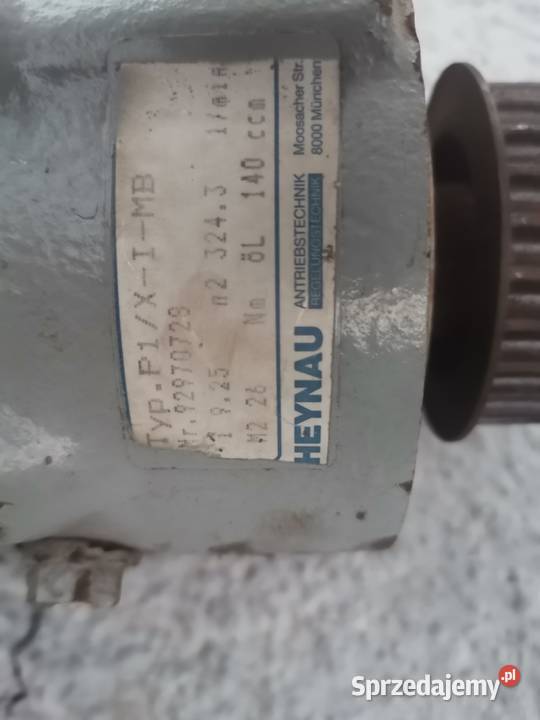 TYP.P1/X-I-MB
Nr.92970729
9.25 n2 324.3 1/min
M2 26 Nm ÖL 140 ccm
HEYNAU
ANTRIEBSTECHNIK
REGELUNGSTECHNIK
Moosacher Str.
8000 München
Sprzedajemy.pl